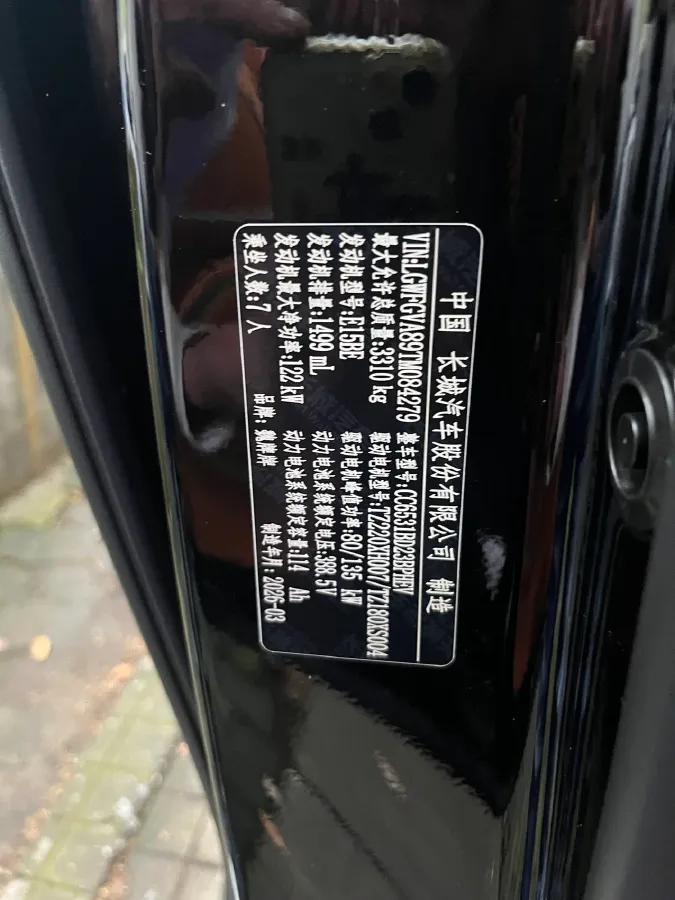 中国 长城汽车股份有限公司 制造
VIN:LGWFGVA89TM084279 整车型号:CC6531BD23BPHEV
最大允许总质量:3310 kg 驱动电机型号:TZ220XH007/TZ180XS004
发动机型号:E15BE 驱动电机峰值功率:80/135 kW
发动机排量:1499 mL 动力电池系统额定电压:388.5V
发动机最大净功率:122 kW 动力电池系统额定容量:114 Ah
乘坐人数:7 人 品牌:魏牌牌 制造年月:2026-03